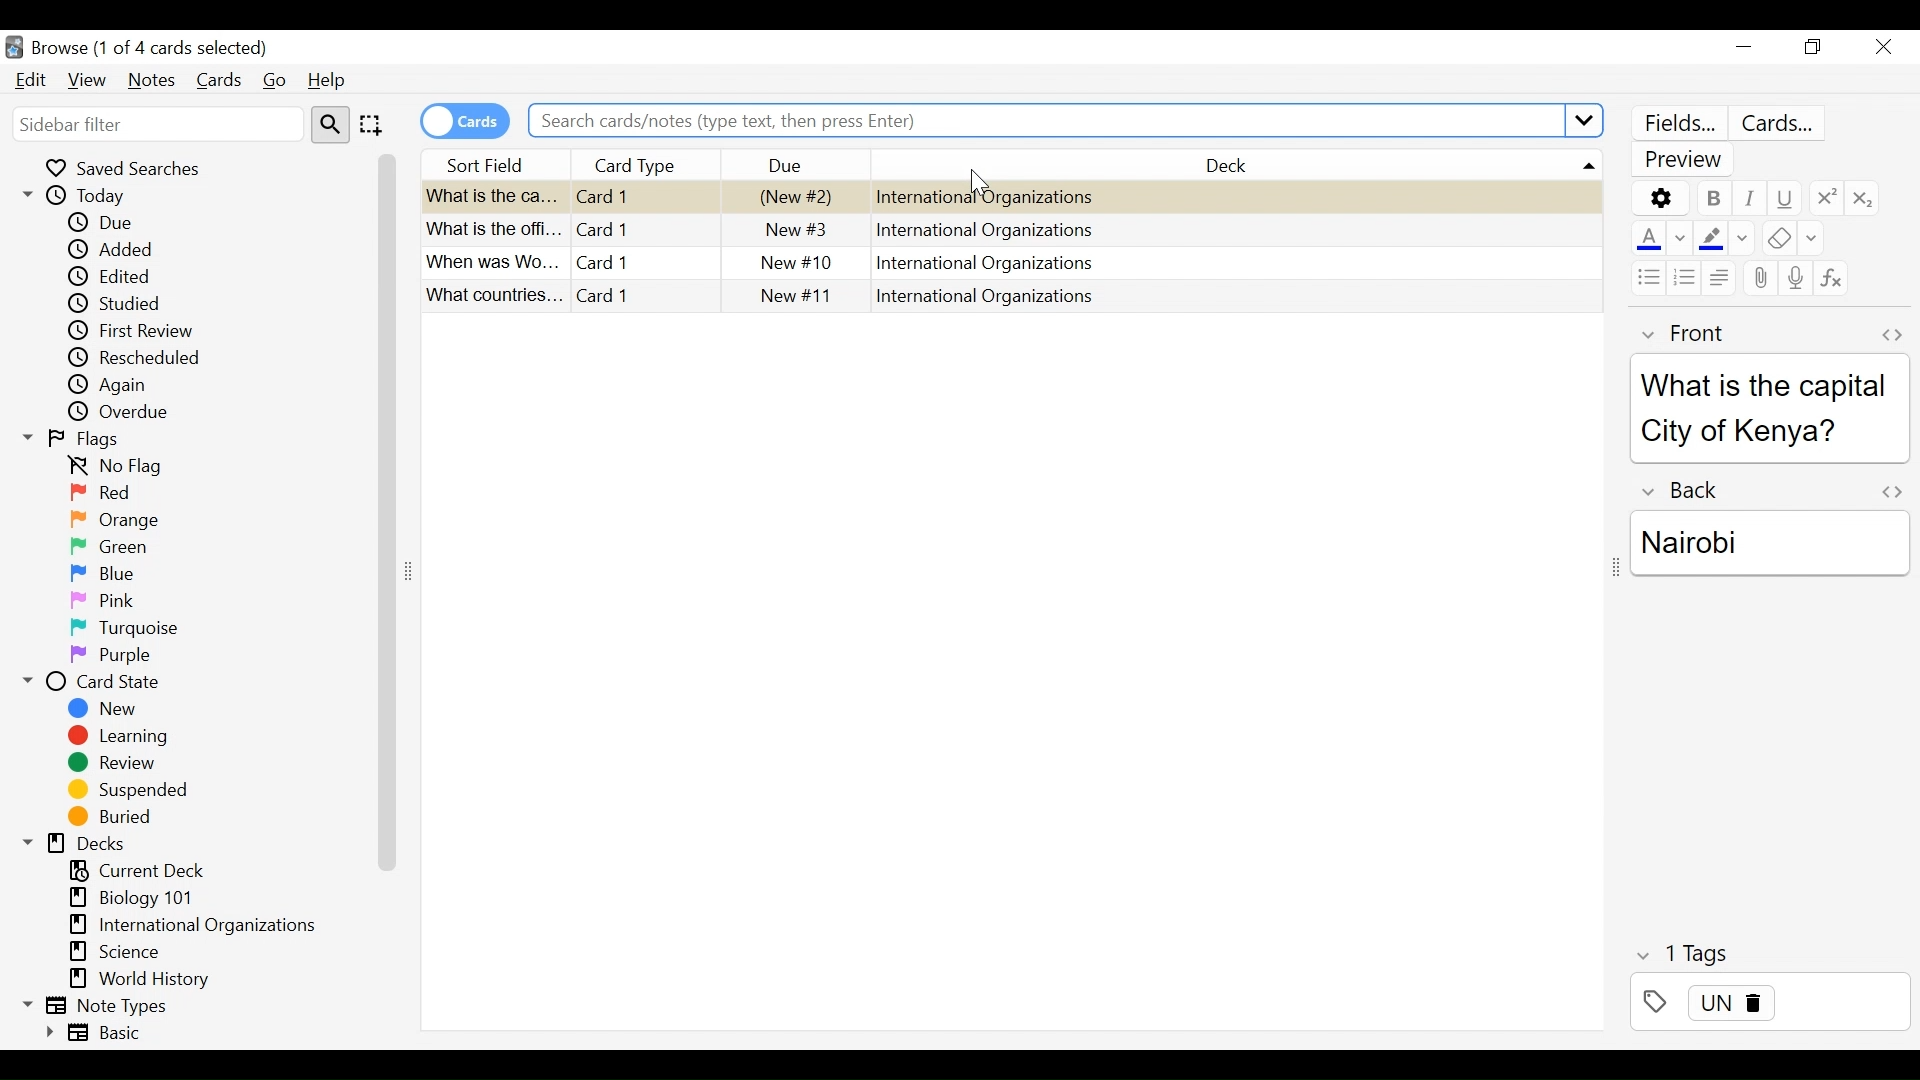 Browse (1 of 4 cards selected)
Edit View Notes Cards Go Help
Sidebar filter
Cards
Search cards/notes (type text, then press Enter)
Fields... Cards...
Preview
Saved Searches
Today
Due
Added
Edited
Studied
First Review
Rescheduled
Again
Overdue
Flags
No Flag
Red
Orange
Green
Blue
Pink
Turquoise
Purple
Card State
New
Learning
Review
Suspended
Buried
Decks
Current Deck
Biology 101
International Organizations
Science
World History
Note Types
Basic
Sort Field Card Type Due Deck
What is the ca... Card 1 (New #2) International Organizations
What is the offi... Card 1 New #3 International Organizations
When was Wo... Card 1 New #10 International Organizations
What countries... Card 1 New #11 International Organizations
B I U x² x₂
A
fx
Front
What is the capital
City of Kenya?
Back
Nairobi
1 Tags
UN